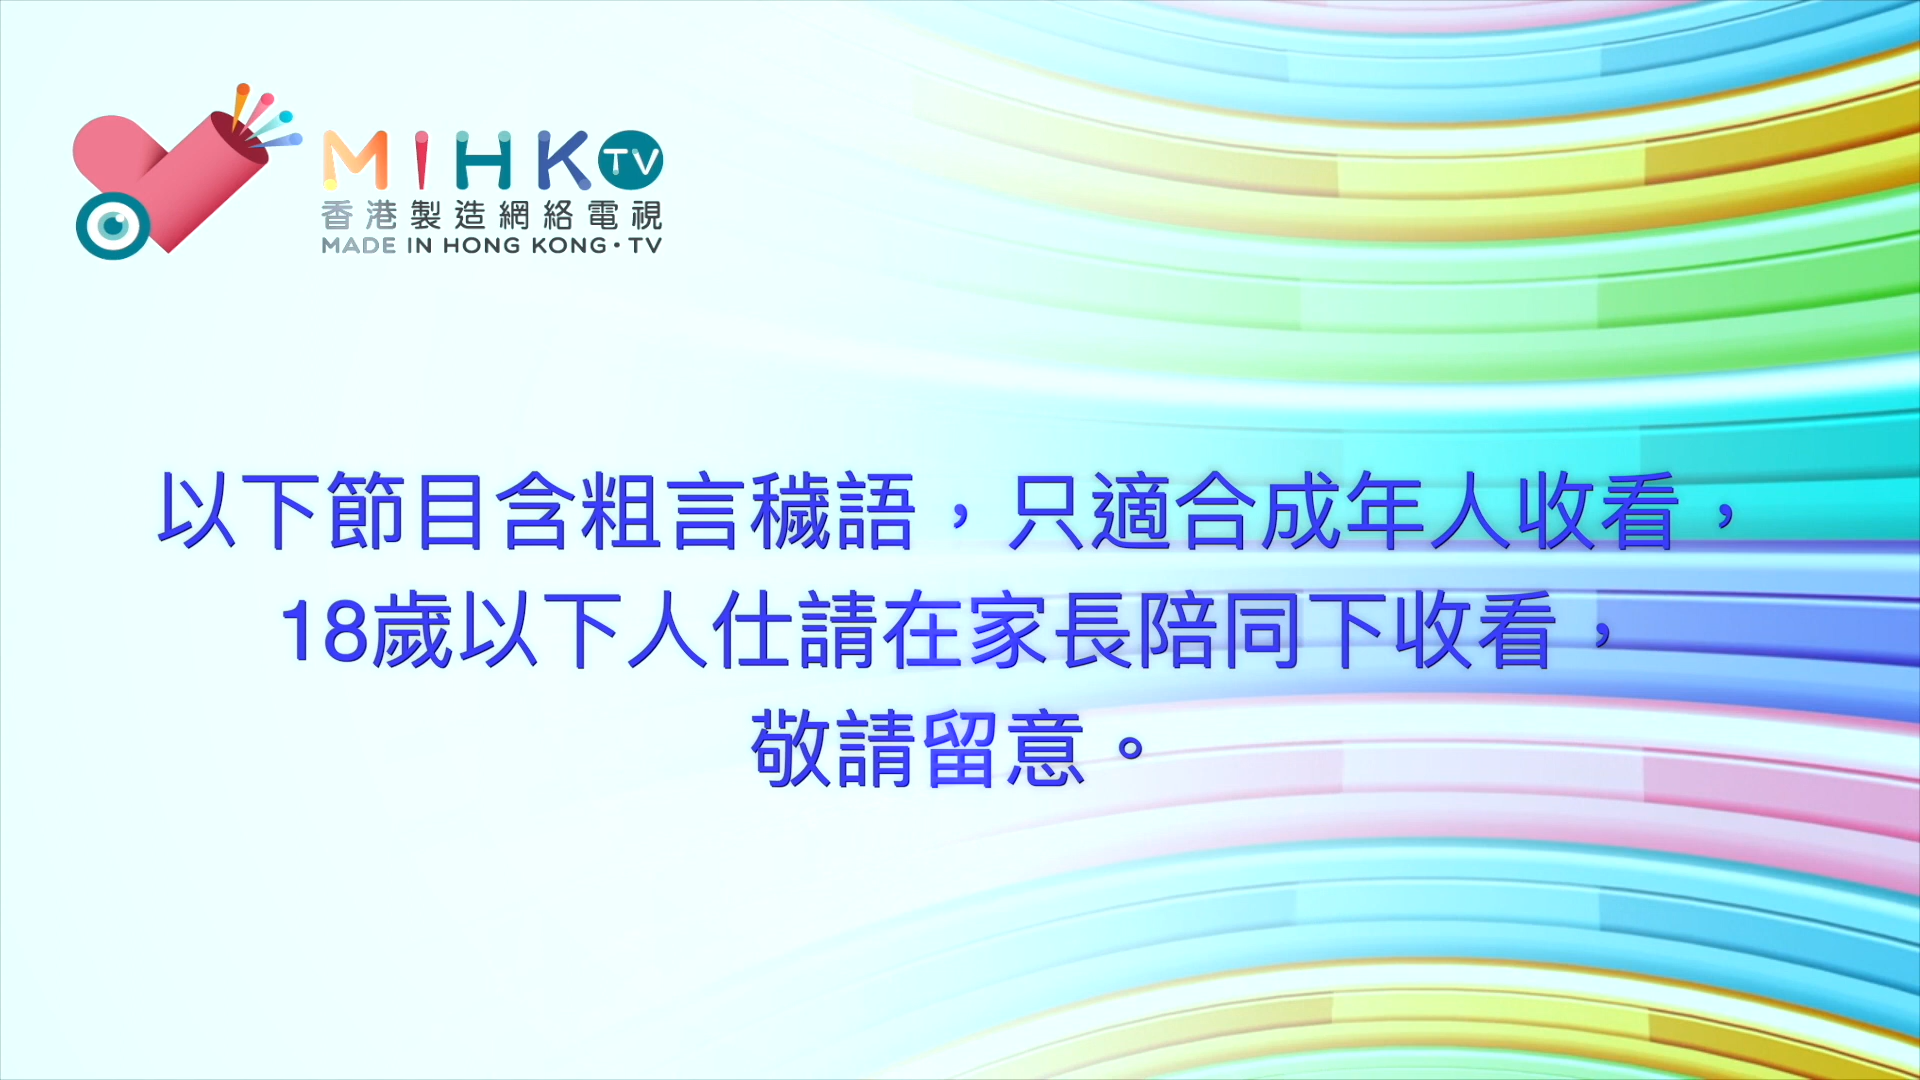 MIHK TV
香港製造網絡電視
MADE IN HONG KONG・TV
以下節目含粗言穢語，只適合成年人收看，
18歲以下人仕請在家長陪同下收看，
敬請留意。